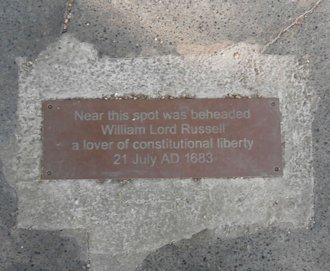 Near this spot was beheaded
William Lord Russell
a lover of constitutional liberty
21 July AD 1683